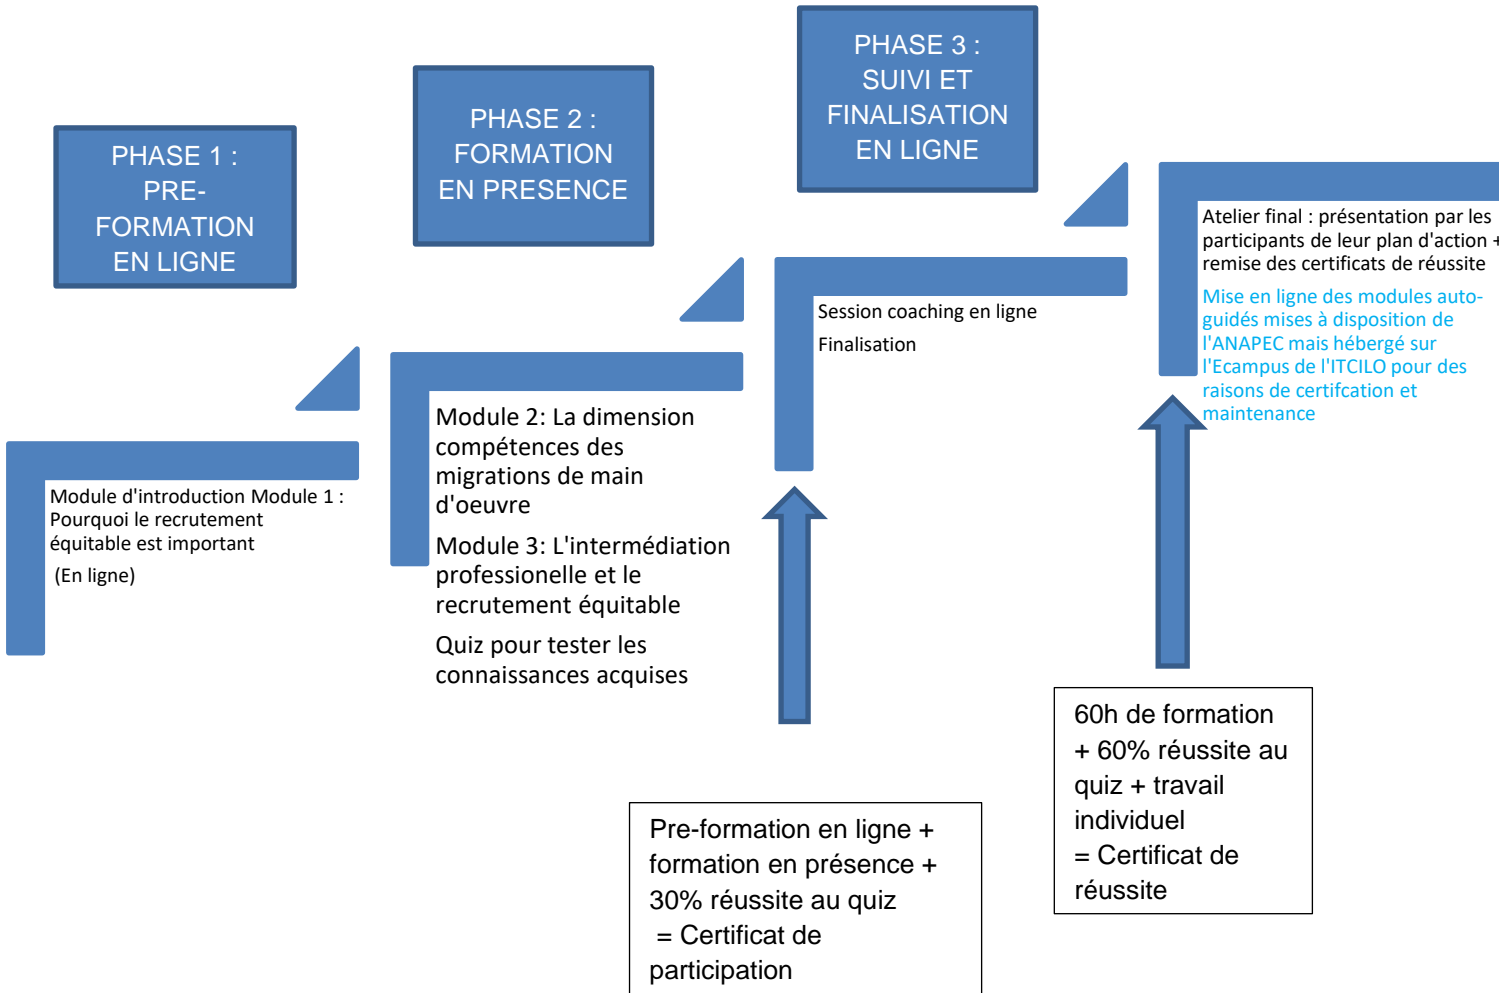 PHASE 1 :
PRE-
FORMATION
EN LIGNE
PHASE 2 :
FORMATION
EN PRESENCE
PHASE 3 :
SUIVI ET
FINALISATION
EN LIGNE
Module d'introduction Module 1 :
Pourquoi le recrutement
équitable est important
(En ligne)
Module 2: La dimension
compétences des
migrations de main
d'oeuvre
Module 3: L'intermédiation
professionelle et le
recrutement équitable
Quiz pour tester les
connaissances acquises
Session coaching en ligne
Finalisation
Atelier final : présentation par les
participants de leur plan d'action +
remise des certificats de réussite
Mise en ligne des modules auto-
guidés mises à disposition de
l'ANAPEC mais hébergé sur
l'Ecampus de l'ITCILO pour des
raisons de certifcation et
maintenance
Pre-formation en ligne +
formation en présence +
30% réussite au quiz
= Certificat de
participation
60h de formation
+ 60% réussite au
quiz + travail
individuel
= Certificat de
réussite